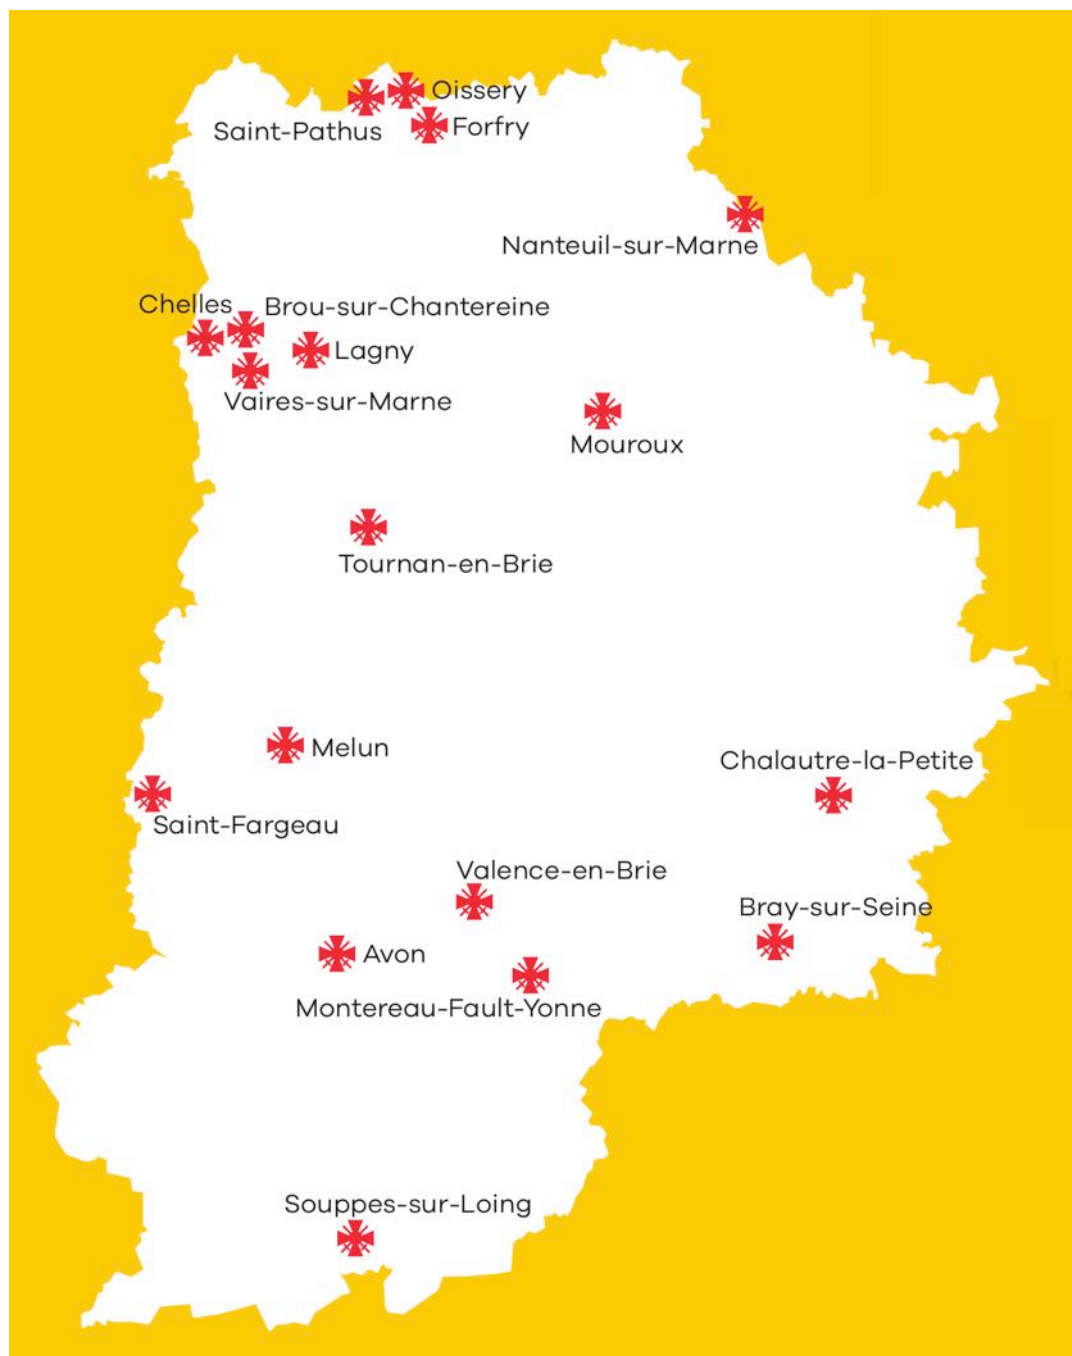 Oissery
Saint-Pathus
Forfry
Nanteuil-sur-Marne
Chelles
Brou-sur-Chantereine
Lagny
Vaires-sur-Marne
Mouroux
Tournan-en-Brie
Melun
Chalautre-la-Petite
Saint-Fargeau
Valence-en-Brie
Bray-sur-Seine
Avon
Montereau-Fault-Yonne
Souppes-sur-Loing